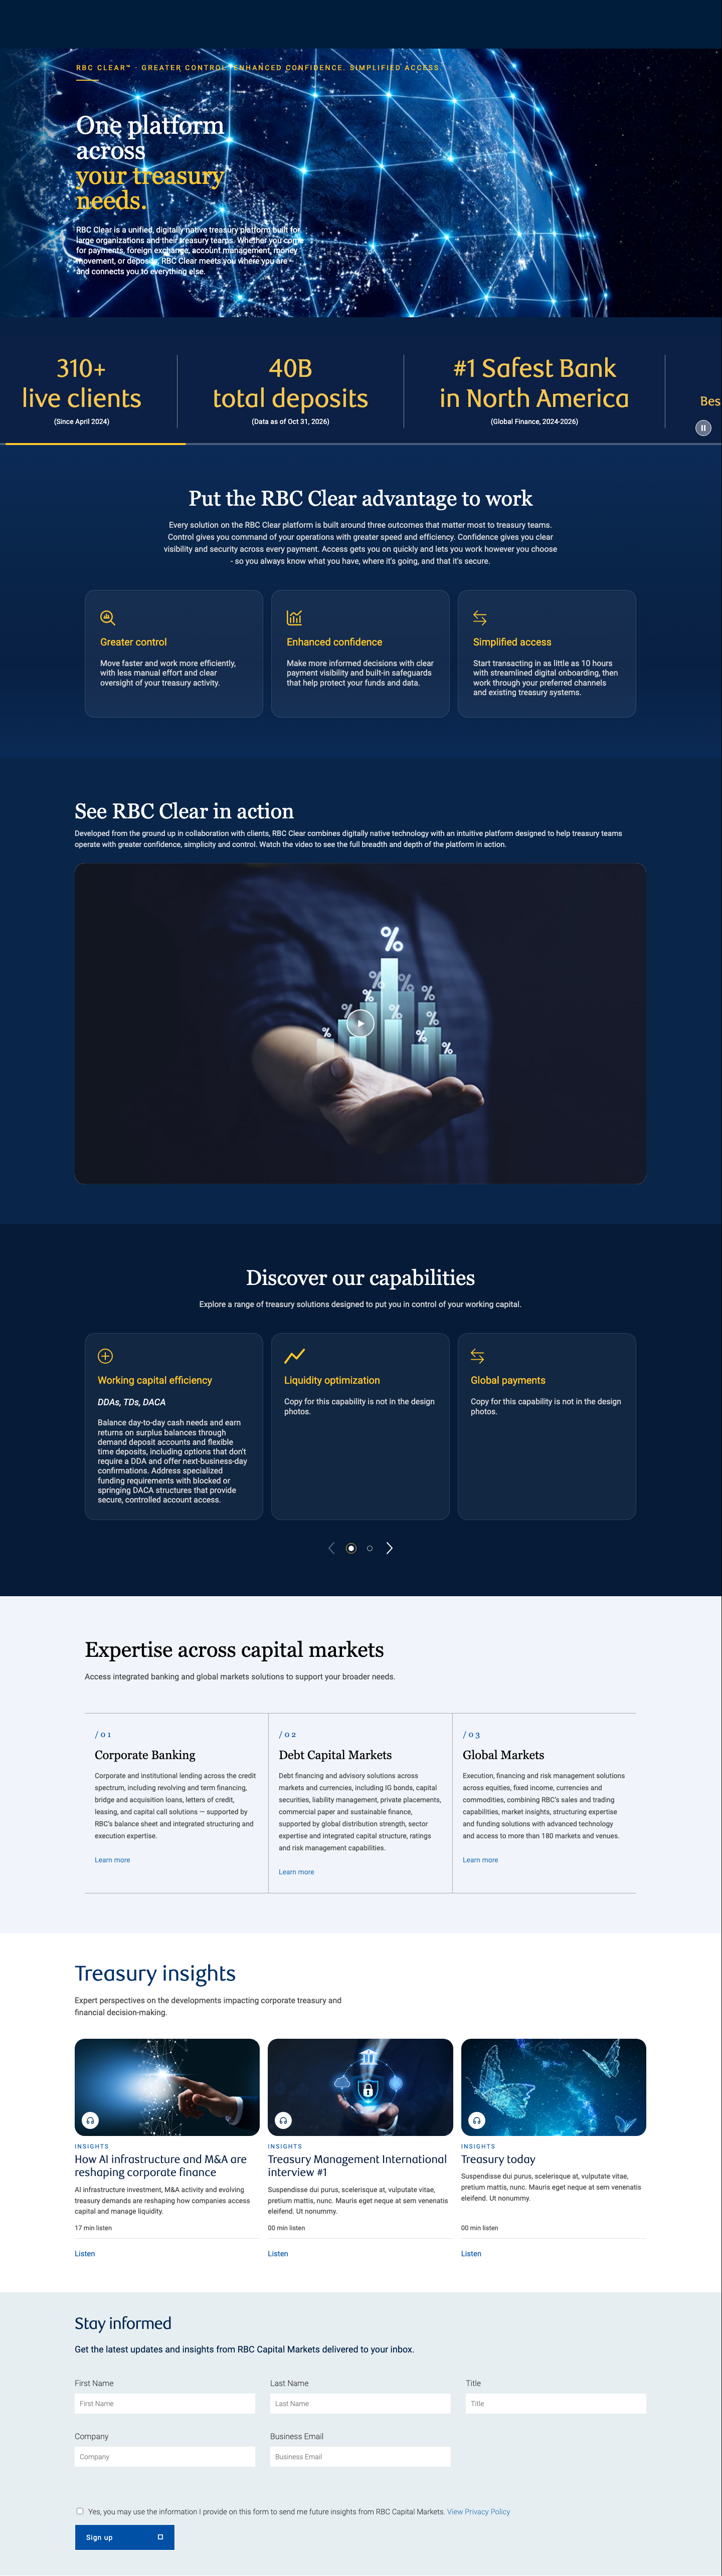 RBC CLEAR™ - GREATER CONTROL. ENHANCED CONFIDENCE. SIMPLIFIED ACCESS.
One platform
across
your treasury
needs.
RBC Clear is a unified, digitally native treasury platform built for
large organizations and their treasury teams. Whether you come
for payments, foreign exchange, account management, money
movement, or deposits, RBC Clear meets you where you are
and connects you to everything else.
310+
live clients
(Since April 2024)
40B
total deposits
(Data as of Oct 31, 2026)
#1 Safest Bank
in North America
(Global Finance, 2024-2026)
Bes
Put the RBC Clear advantage to work
Every solution on the RBC Clear platform is built around three outcomes that matter most to treasury teams.
Control gives you command of your operations with greater speed and efficiency. Confidence gives you clear
visibility and security across every payment. Access gets you on quickly and lets you work however you choose
- so you always know what you have, where it's going, and that it's secure.
Greater control
Move faster and work more efficiently,
with less manual effort and clear
oversight of your treasury activity.
Enhanced confidence
Make more informed decisions with clear
payment visibility and built-in safeguards
that help protect your funds and data.
Simplified access
Start transacting in as little as 10 hours
with streamlined digital onboarding, then
work through your preferred channels
and existing treasury systems.
See RBC Clear in action
Developed from the ground up in collaboration with clients, RBC Clear combines digitally native technology with an intuitive platform designed to help treasury teams
operate with greater confidence, simplicity and control. Watch the video to see the full breadth and depth of the platform in action.
%
%
%
%
%
%
%
%
%
Discover our capabilities
Explore a range of treasury solutions designed to put you in control of your working capital.
Working capital efficiency
DDAs, TDs, DACA
Balance day-to-day cash needs and earn
returns on surplus balances through
demand deposit accounts and flexible
time deposits, including options that don't
require a DDA and offer next-business-day
confirmations. Address specialized
funding requirements with blocked or
springing DACA structures that provide
secure, controlled account access.
Liquidity optimization
Copy for this capability is not in the design
photos.
Global payments
Copy for this capability is not in the design
photos.
Expertise across capital markets
Access integrated banking and global markets solutions to support your broader needs.
/01
Corporate Banking
Corporate and institutional lending across the credit
spectrum, including revolving and term financing,
bridge and acquisition loans, letters of credit,
leasing, and capital call solutions — supported by
RBC's balance sheet and integrated structuring and
execution expertise.
Learn more
/02
Debt Capital Markets
Debt financing and advisory solutions across
markets and currencies, including IG bonds, capital
securities, liability management, private placements,
commercial paper and sustainable finance,
supported by global distribution strength, sector
expertise and integrated capital structure, ratings
and risk management capabilities.
Learn more
/03
Global Markets
Execution, financing and risk management solutions
across equities, fixed income, currencies and
commodities, combining RBC's sales and trading
capabilities, market insights, structuring expertise
and funding solutions with advanced technology
and access to more than 180 markets and venues.
Learn more
Treasury insights
Expert perspectives on the developments impacting corporate treasury and
financial decision-making.
INSIGHTS
How AI infrastructure and M&A are
reshaping corporate finance
AI infrastructure investment, M&A activity and evolving
treasury demands are reshaping how companies access
capital and manage liquidity.
17 min listen
Listen
INSIGHTS
Treasury Management International
interview #1
Suspendisse dui purus, scelerisque at, vulputate vitae,
pretium mattis, nunc. Mauris eget neque at sem venenatis
eleifend. Ut nonummy.
00 min listen
Listen
INSIGHTS
Treasury today
Suspendisse dui purus, scelerisque at, vulputate vitae,
pretium mattis, nunc. Mauris eget neque at sem venenatis
eleifend. Ut nonummy.
00 min listen
Listen
Stay informed
Get the latest updates and insights from RBC Capital Markets delivered to your inbox.
First Name
First Name
Last Name
Last Name
Title
Title
Company
Company
Business Email
Business Email
Yes, you may use the information I provide on this form to send me future insights from RBC Capital Markets. View Privacy Policy
Sign up